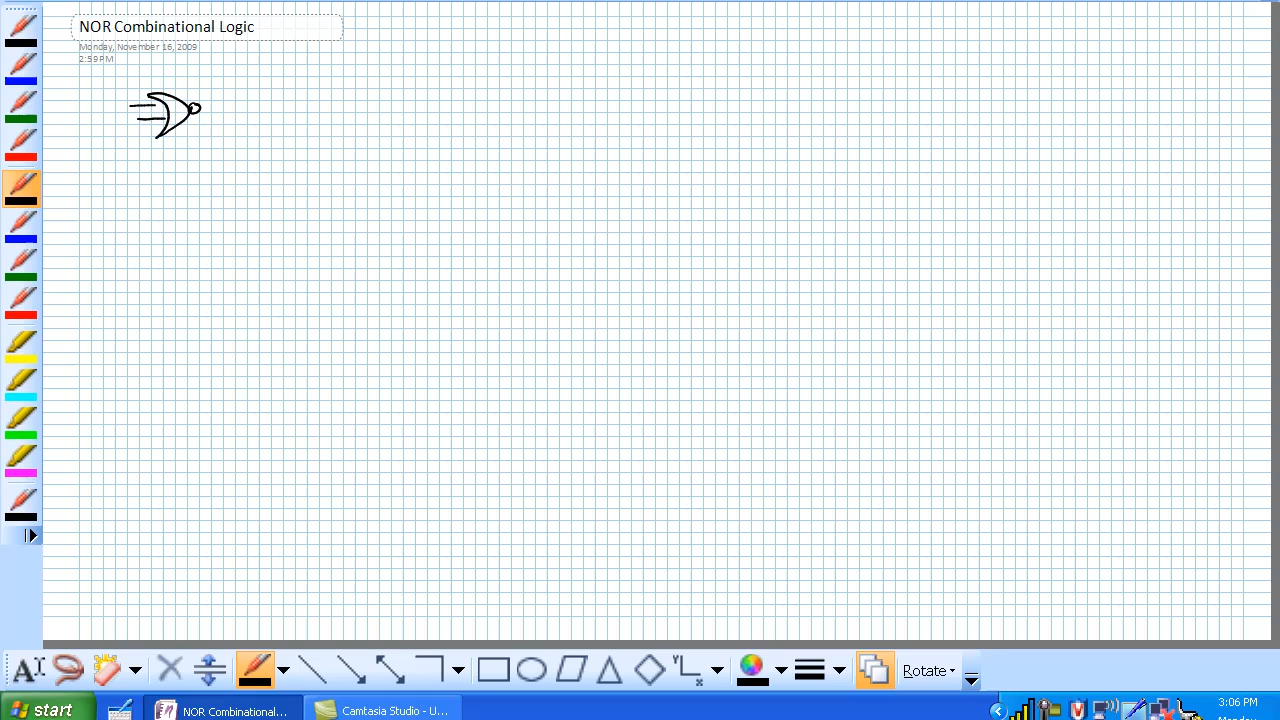 NOR Combinational Logic
Monday, November 16, 2009
2:59 PM
A
Rotate
start
NOR Combinational...
Camtasia Studio - U...
3:06 PM